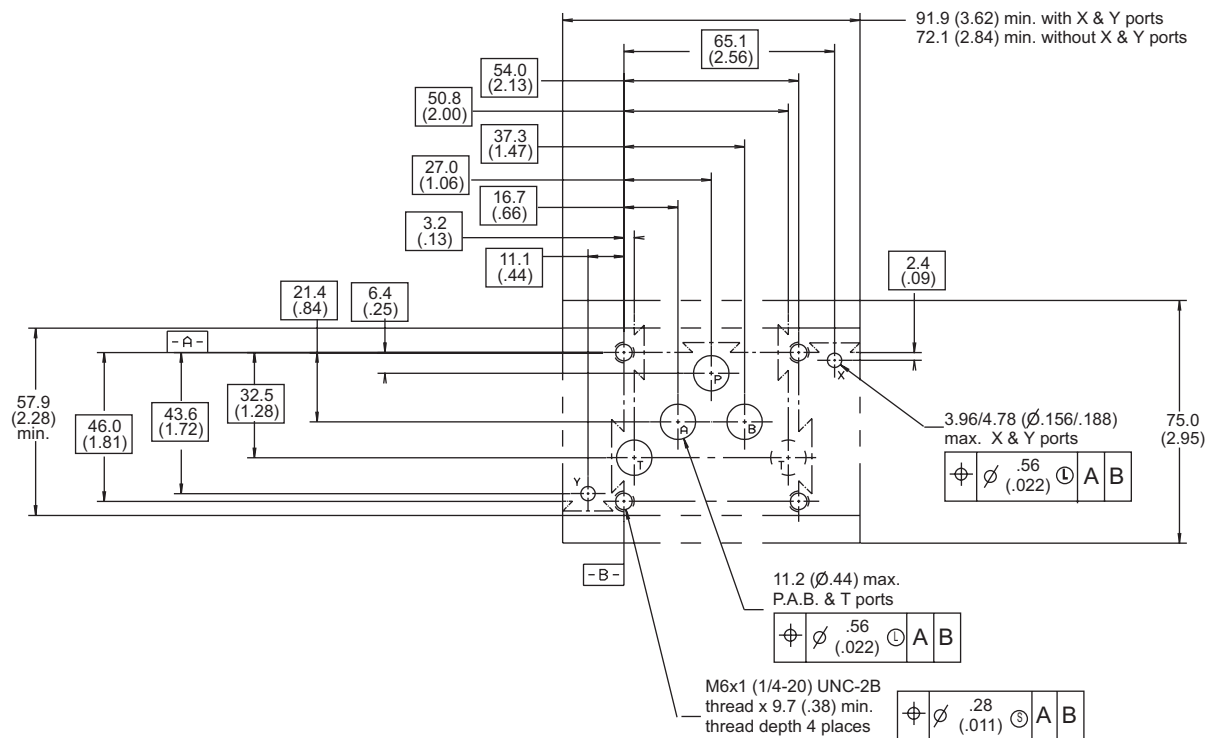 91.9 (3.62) min. with X & Y ports
72.1 (2.84) min. without X & Y ports
65.1
(2.56)
54.0
(2.13)
50.8
(2.00)
37.3
(1.47)
27.0
(1.06)
16.7
(.66)
3.2
(.13)
11.1
(.44)
2.4
(.09)
21.4
(.84)
6.4
(.25)
-A-
P
X
57.9
(2.28)
min.
46.0
(1.81)
43.6
(1.72)
32.5
(1.28)
A
B
T
T
Y
3.96/4.78 (Ø.156/.188)
max. X & Y ports
⌖ ⌀ .56 Ⓛ A B
(.022)
75.0
(2.95)
-B-
11.2 (Ø.44) max.
P.A.B. & T ports
⌖ ⌀ .56 Ⓛ A B
(.022)
M6x1 (1/4-20) UNC-2B
thread x 9.7 (.38) min.
thread depth 4 places
⌖ ⌀ .28 Ⓢ A B
(.011)